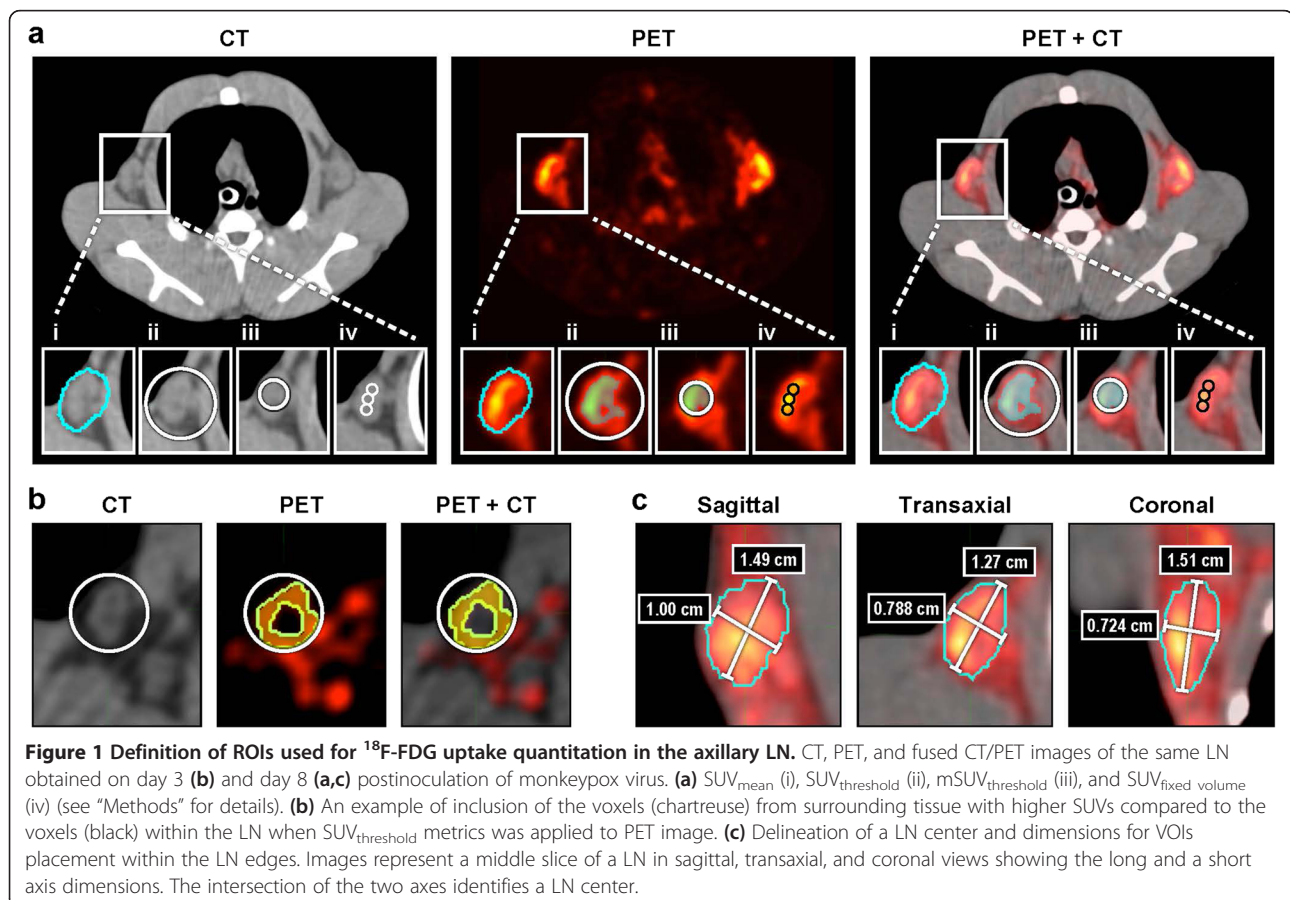 a
CT PET PET + CT
i ii iii iv i ii iii iv i ii iii iv
b c
CT PET PET + CT Sagittal Transaxial Coronal
1.49 cm
1.00 cm
1.27 cm
0.788 cm
1.51 cm
0.724 cm
Figure 1 Definition of ROIs used for 18F-FDG uptake quantitation in the axillary LN. CT, PET, and fused CT/PET images of the same LN
obtained on day 3 (b) and day 8 (a,c) postinoculation of monkeypox virus. (a) SUVmean (i), SUVthreshold (ii), mSUVthreshold (iii), and SUVfixed volume
(iv) (see “Methods” for details). (b) An example of inclusion of the voxels (chartreuse) from surrounding tissue with higher SUVs compared to the
voxels (black) within the LN when SUVthreshold metrics was applied to PET image. (c) Delineation of a LN center and dimensions for VOIs
placement within the LN edges. Images represent a middle slice of a LN in sagittal, transaxial, and coronal views showing the long and a short
axis dimensions. The intersection of the two axes identifies a LN center.